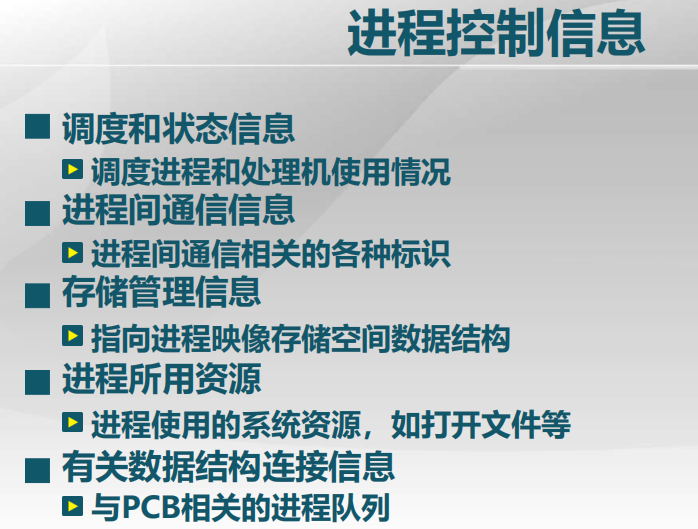 进程控制信息
调度和状态信息
调度进程和处理机使用情况
进程间通信信息
进程间通信相关的各种标识
存储管理信息
指向进程映像存储空间数据结构
进程所用资源
进程使用的系统资源，如打开文件等
有关数据结构连接信息
与PCB相关的进程队列